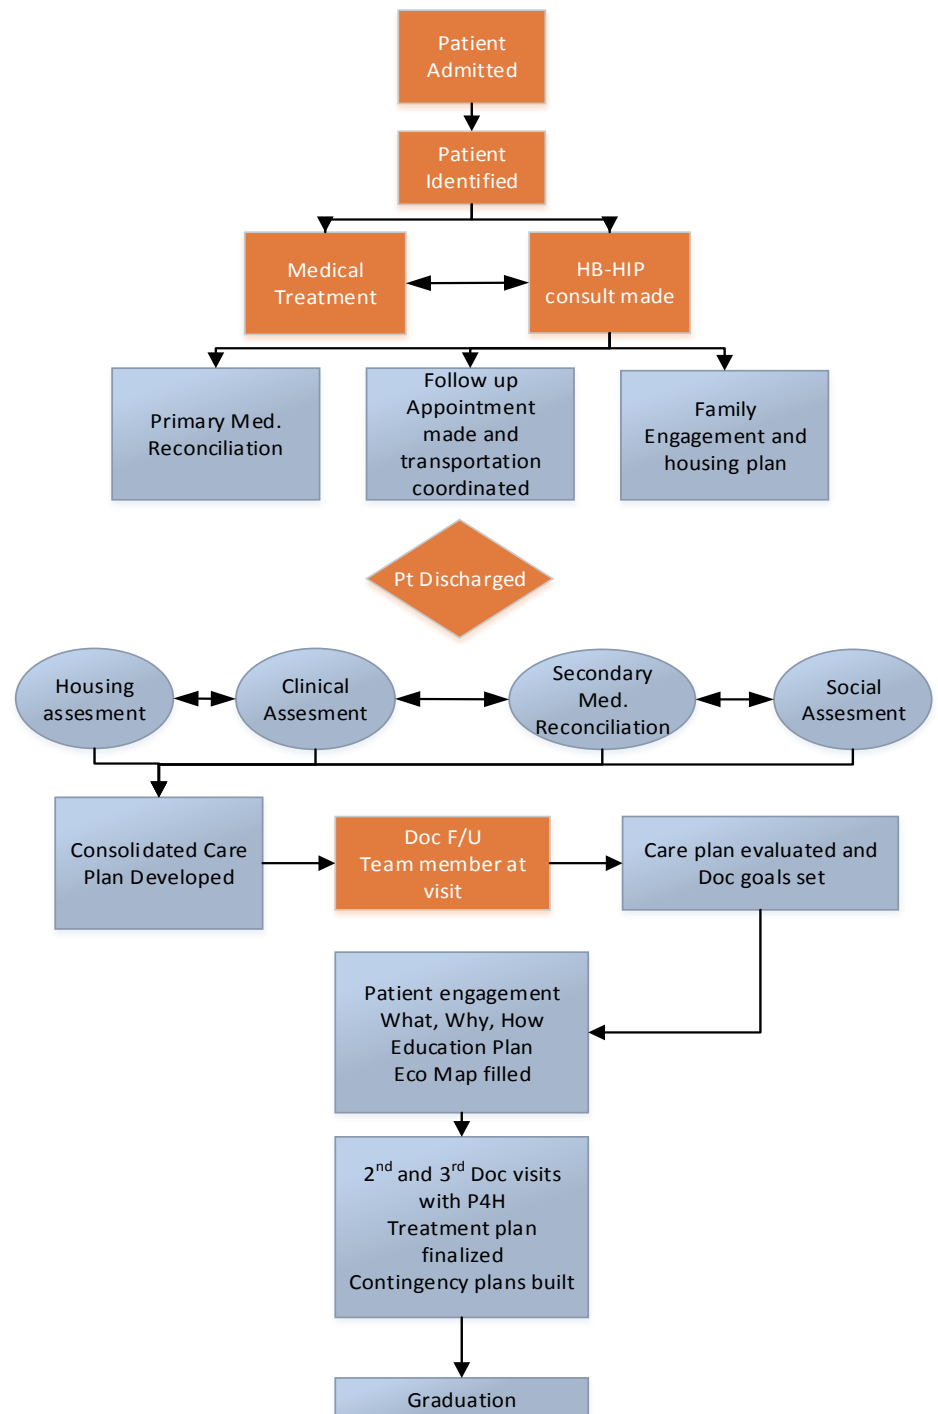 Patient
Admitted
Patient
Identified
Medical
Treatment
HB-HIP
consult made
Primary Med.
Reconciliation
Follow up
Appointment
made and
transportation
coordinated
Family
Engagement and
housing plan
Pt Discharged
Housing
assesment
Clinical
Assesment
Secondary
Med.
Reconciliation
Social
Assesment
Consolidated Care
Plan Developed
Doc F/U
Team member at
visit
Care plan evaluated and
Doc goals set
Patient engagement
What, Why, How
Education Plan
Eco Map filled
2nd and 3rd Doc visits
with P4H
Treatment plan
finalized
Contingency plans built
Graduation